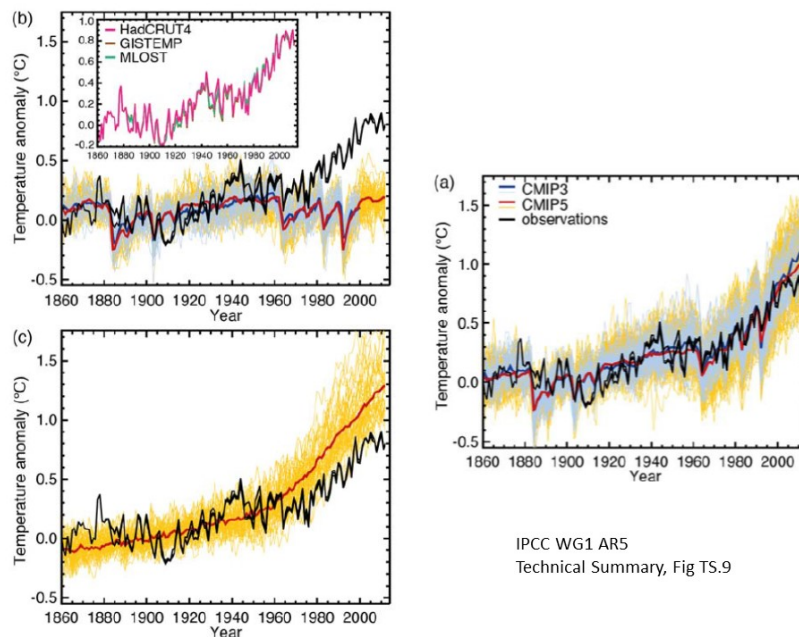 (b)
HadCRUT4
GISTEMP
MLOST
0.8
0.6
0.4
0.2
0.0
-0.2
1860 1880 1900 1920 1940 1960 1980 2000
Temperature anomaly (°C)
1.5
1.0
0.5
0.0
-0.5
1860 1880 1900 1920 1940 1960 1980 2000
Year
(a)
CMIP3
CMIP5
observations
Temperature anomaly (°C)
1.5
1.0
0.5
0.0
-0.5
1860 1880 1900 1920 1940 1960 1980 2000
Year
(c)
Temperature anomaly (°C)
1.5
1.0
0.5
0.0
-0.5
1860 1880 1900 1920 1940 1960 1980 2000
Year
IPCC WG1 AR5
Technical Summary, Fig TS.9